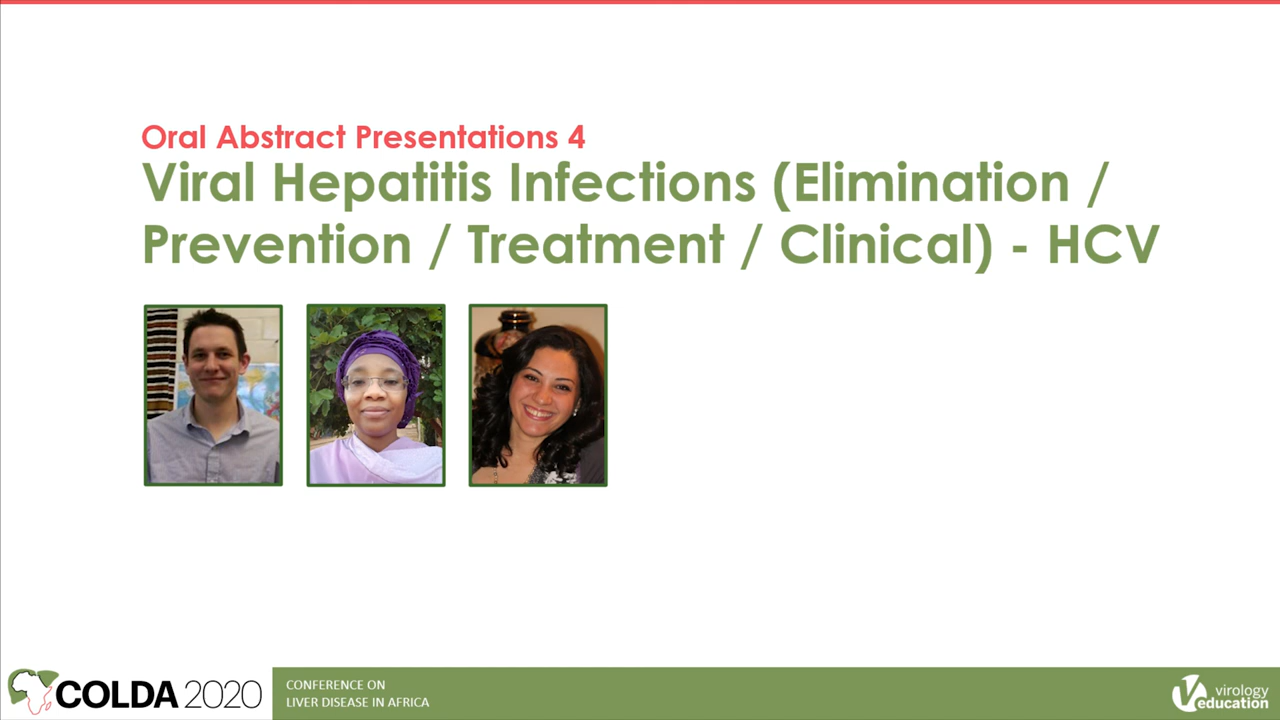 Oral Abstract Presentations 4
Viral Hepatitis Infections (Elimination /
Prevention / Treatment / Clinical) - HCV
COLDA 2020
CONFERENCE ON
LIVER DISEASE IN AFRICA
virology
education